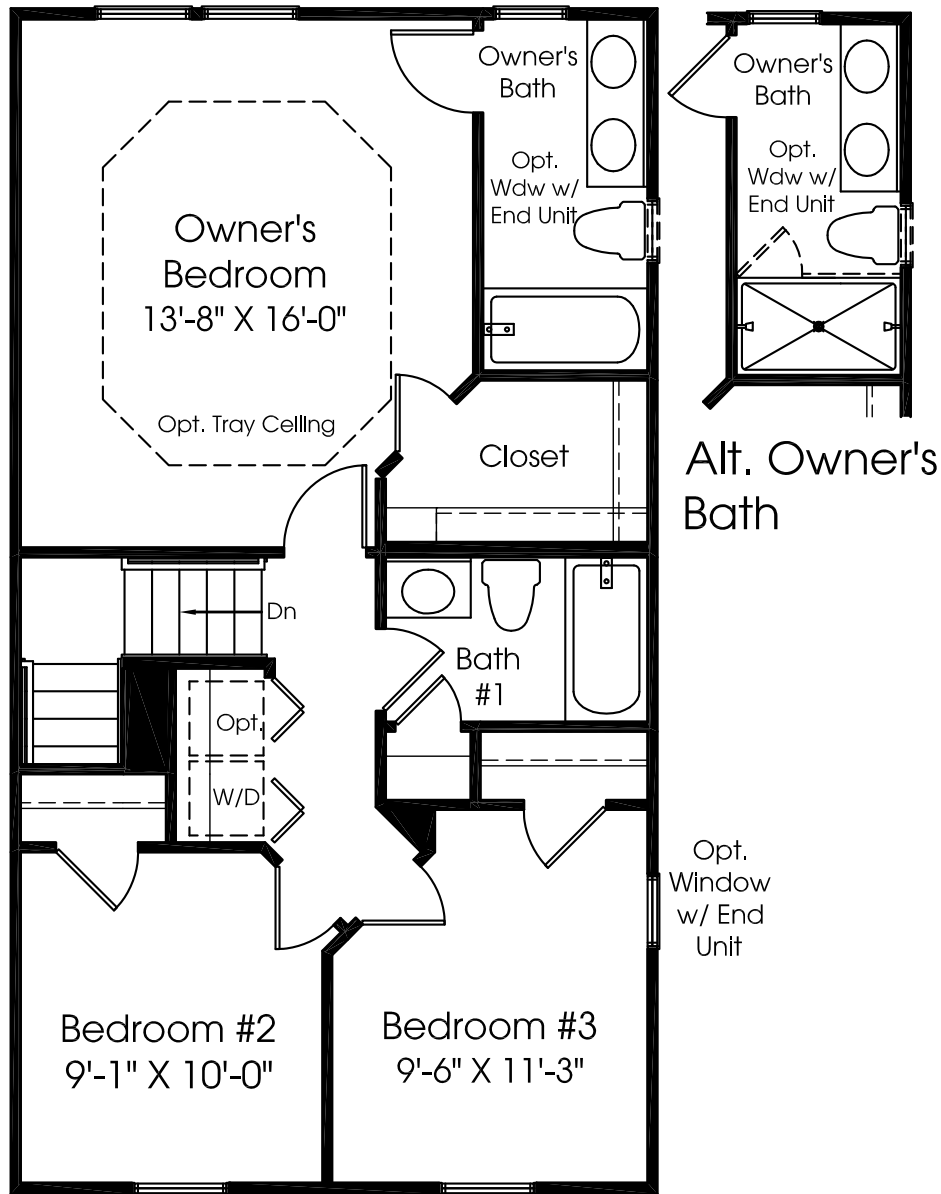 Owner's
Bath
Opt.
Wdw w/
End Unit
Owner's
Bath
Opt.
Wdw w/
End Unit
Owner's
Bedroom
13'-8" X 16'-0"
Opt. Tray Ceiling
Closet
Alt. Owner's
Bath
Dn
Bath
#1
Opt.
W/D
Opt.
Window
w/ End
Unit
Bedroom #2
9'-1" X 10'-0"
Bedroom #3
9'-6" X 11'-3"